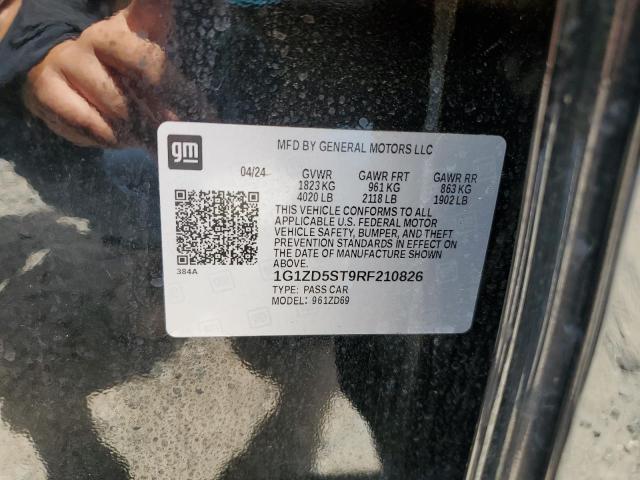 gm
MFD BY GENERAL MOTORS LLC
04/24 GVWR GAWR FRT GAWR RR
1823 KG 961 KG 863 KG
4020 LB 2118 LB 1902 LB
THIS VEHICLE CONFORMS TO ALL
APPLICABLE U.S. FEDERAL MOTOR
VEHICLE SAFETY, BUMPER, AND THEFT
PREVENTION STANDARDS IN EFFECT ON
THE DATE OF MANUFACTURE SHOWN
ABOVE.
384A
1G1ZD5ST9RF210826
TYPE: PASS CAR
MODEL: 961ZD69